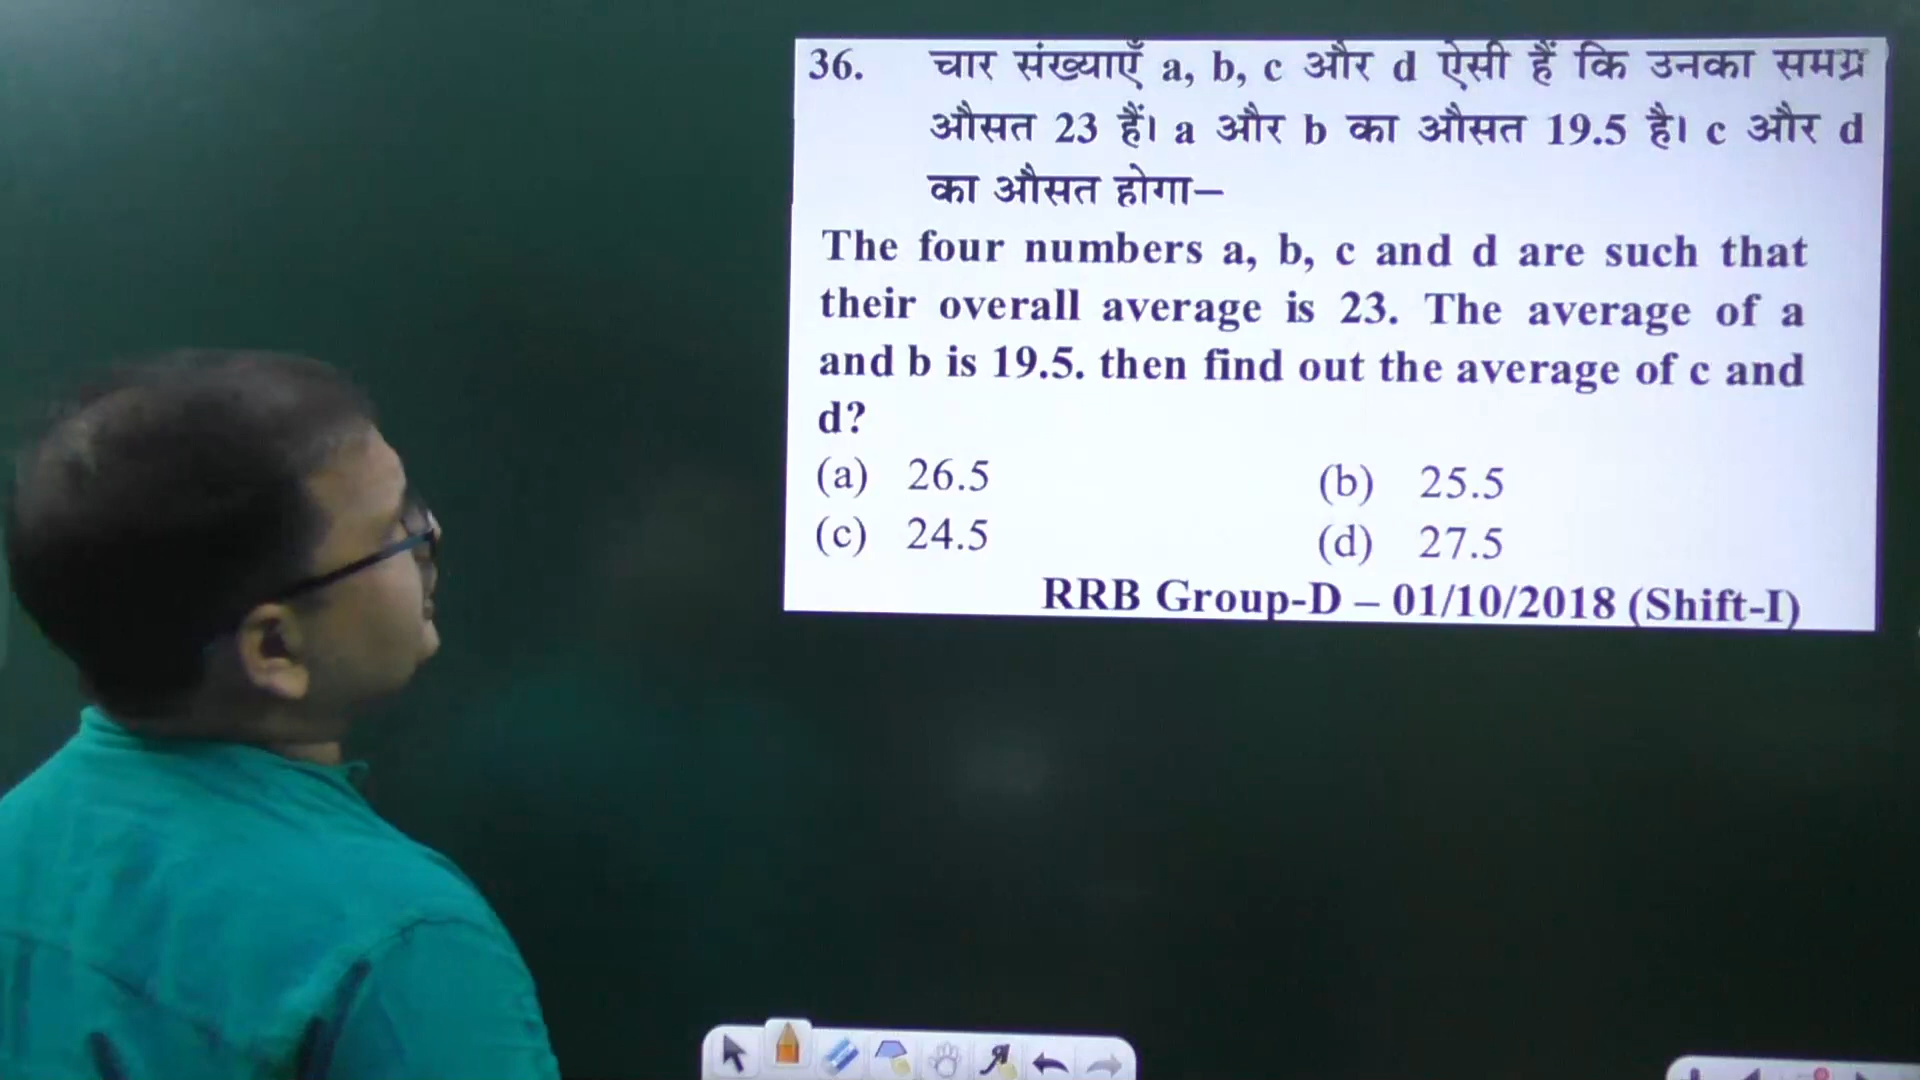 36. चार संख्याएँ a, b, c और d ऐसी हैं कि उनका समग्र
औसत 23 हैं। a और b का औसत 19.5 है। c और d
का औसत होगा–
The four numbers a, b, c and d are such that
their overall average is 23. The average of a
and b is 19.5. then find out the average of c and
d?
(a) 26.5 (b) 25.5
(c) 24.5 (d) 27.5
RRB Group-D – 01/10/2018 (Shift-I)